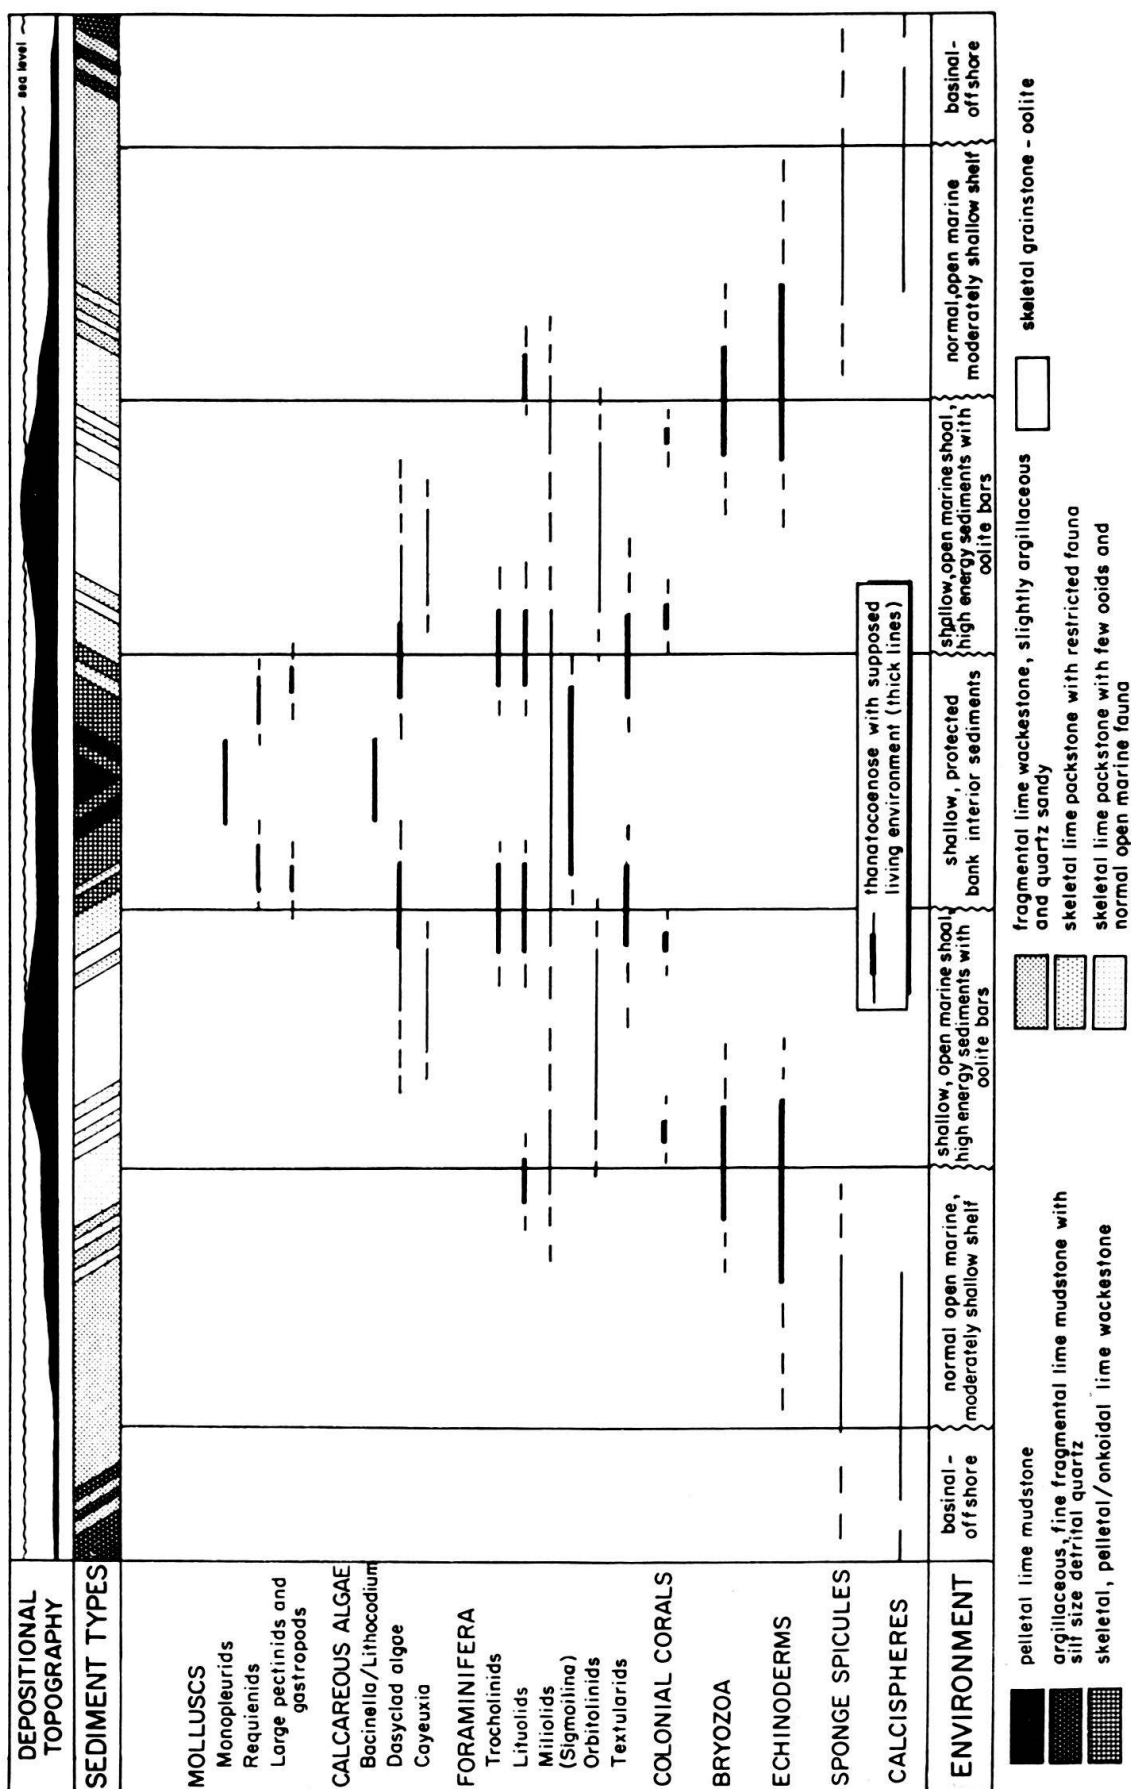 DEPOSITIONAL
TOPOGRAPHY
sea level
SEDIMENT TYPES
MOLLUSCS
Monopleurids
Requienids
Large pectinids and
gastropods
CALCAREOUS ALGAE
Bacinella/Lithocodium
Dasyclad algae
Cayeuxia
FORAMINIFERA
Trocholinids
Lituolids
Miliolids
(Sigmoilina)
Orbitolinids
Textularids
COLONIAL CORALS
BRYOZOA
ECHINODERMS
SPONGE SPICULES
CALCISPHERES
thanatocoenose with supposed
living environment (thick lines)
ENVIRONMENT
basinal-
offshore
normal open marine,
moderately shallow shelf
shallow, open marine shoal,
high energy sediments with
oolite bars
shallow, protected
bank interior sediments
shallow, open marine shoal,
high energy sediments with
oolite bars
normal, open marine
moderately shallow shelf
basinal-
offshore
pelletal lime mudstone
argillaceous, fine fragmental lime mudstone with
silt size detrital quartz
skeletal, pelletal/onkoidal lime wackestone
fragmental lime wackestone, slightly argillaceous
and quartz sandy
skeletal lime packstone with restricted fauna
skeletal lime packstone with few ooids and
normal open marine fauna
skeletal grainstone - oolite